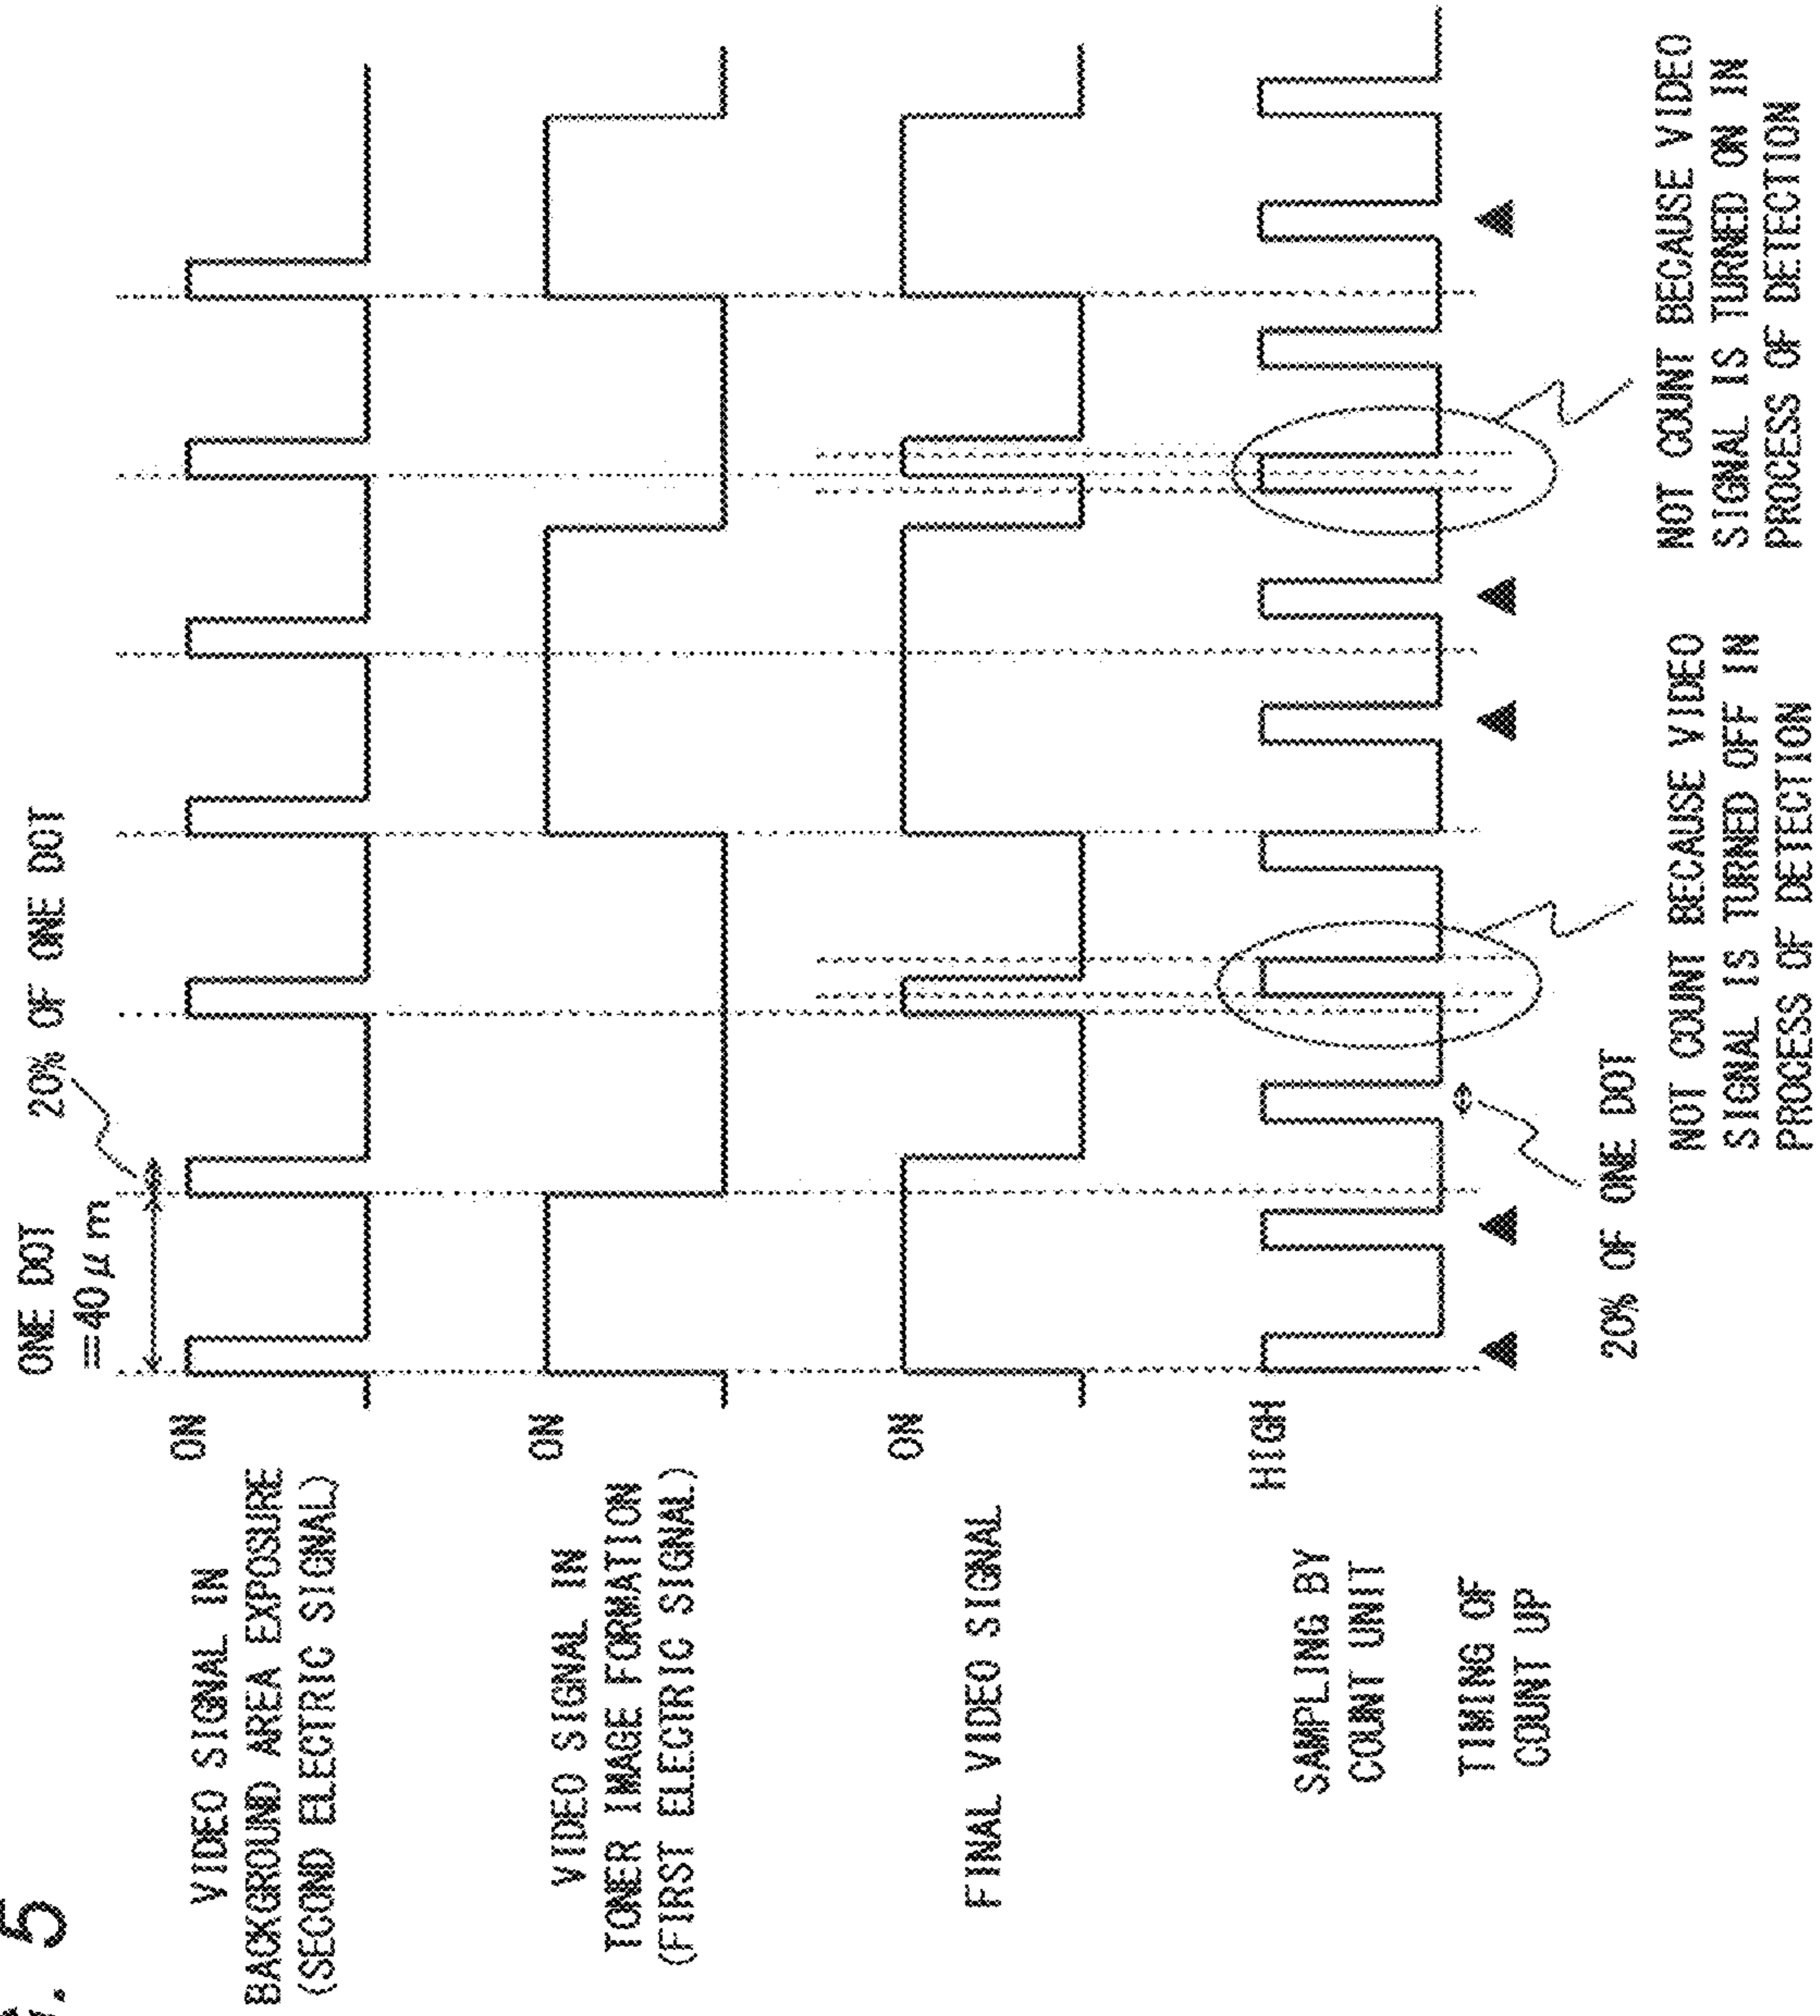 G. 5
ONE DOT
=40μm
20% OF ONE DOT
VIDEO SIGNAL IN
BACKGROUND AREA EXPOSURE
(SECOND ELECTRIC SIGNAL)
ON
VIDEO SIGNAL IN
TONER IMAGE FORMATION
(FIRST ELECTRIC SIGNAL)
ON
FINAL VIDEO SIGNAL
ON
SAMPLING BY
COUNT UNIT
HIGH
TIMING OF
COUNT UP
20% OF ONE DOT
NOT COUNT BECAUSE VIDEO
SIGNAL IS TURNED OFF IN
PROCESS OF DETECTION
NOT COUNT BECAUSE VIDEO
SIGNAL IS TURNED ON IN
PROCESS OF DETECTION